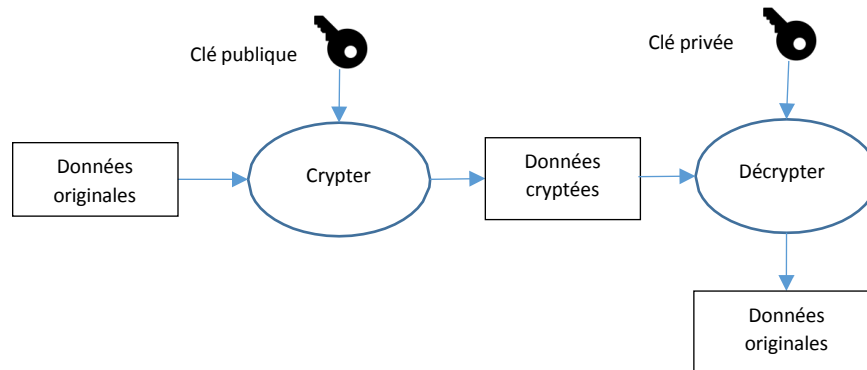 Clé publique
Clé privée
Données
originales
Crypter
Données
cryptées
Décrypter
Données
originales